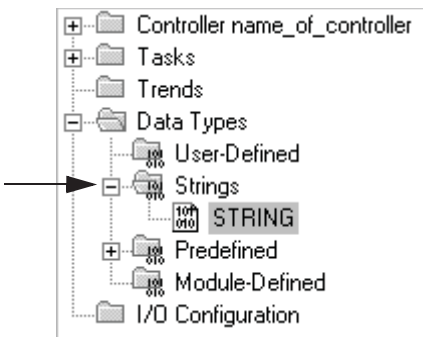 Controller name_of_controller
Tasks
Trends
Data Types
User-Defined
Strings
STRING
Predefined
Module-Defined
I/O Configuration